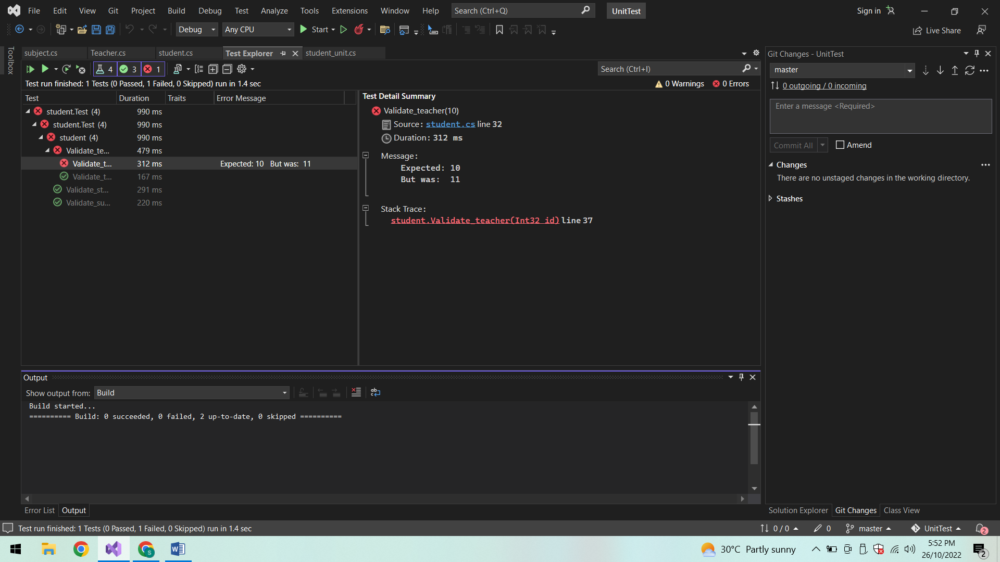 File Edit View Git Project Build Debug Test Analyze Tools Extensions Window Help Search (Ctrl+Q) UnitTest Sign in
Debug Any CPU Start Live Share
Toolbox
subject.cs Teacher.cs student.cs Test Explorer student_unit.cs
4 3 1 Search (Ctrl+I)
Test run finished: 1 Tests (0 Passed, 1 Failed, 0 Skipped) run in 1.4 sec 0 Warnings 0 Errors
Test Duration Traits Error Message
student.Test (4) 990 ms
student.Test (4) 990 ms
student (4) 990 ms
Validate_te... 479 ms
Validate_t... 312 ms Expected: 10 But was: 11
Validate_t... 167 ms
Validate_st... 291 ms
Validate_su... 220 ms
Test Detail Summary
Validate_teacher(10)
Source: student.cs line 32
Duration: 312 ms
Message:
Expected: 10
But was: 11
Stack Trace:
student.Validate_teacher(Int32 id) line 37
Git Changes - UnitTest
master
0 outgoing / 0 incoming
Enter a message <Required>
Commit All Amend
Changes
There are no unstaged changes in the working directory.
Stashes
Output
Show output from: Build
Build started...
========== Build: 0 succeeded, 0 failed, 2 up-to-date, 0 skipped ==========
Error List Output
Solution Explorer Git Changes Class View
Test run finished: 1 Tests (0 Passed, 1 Failed, 0 Skipped) run in 1.4 sec 0 / 0 0 master UnitTest 2
30°C Partly sunny 5:52 PM
26/10/2022 2